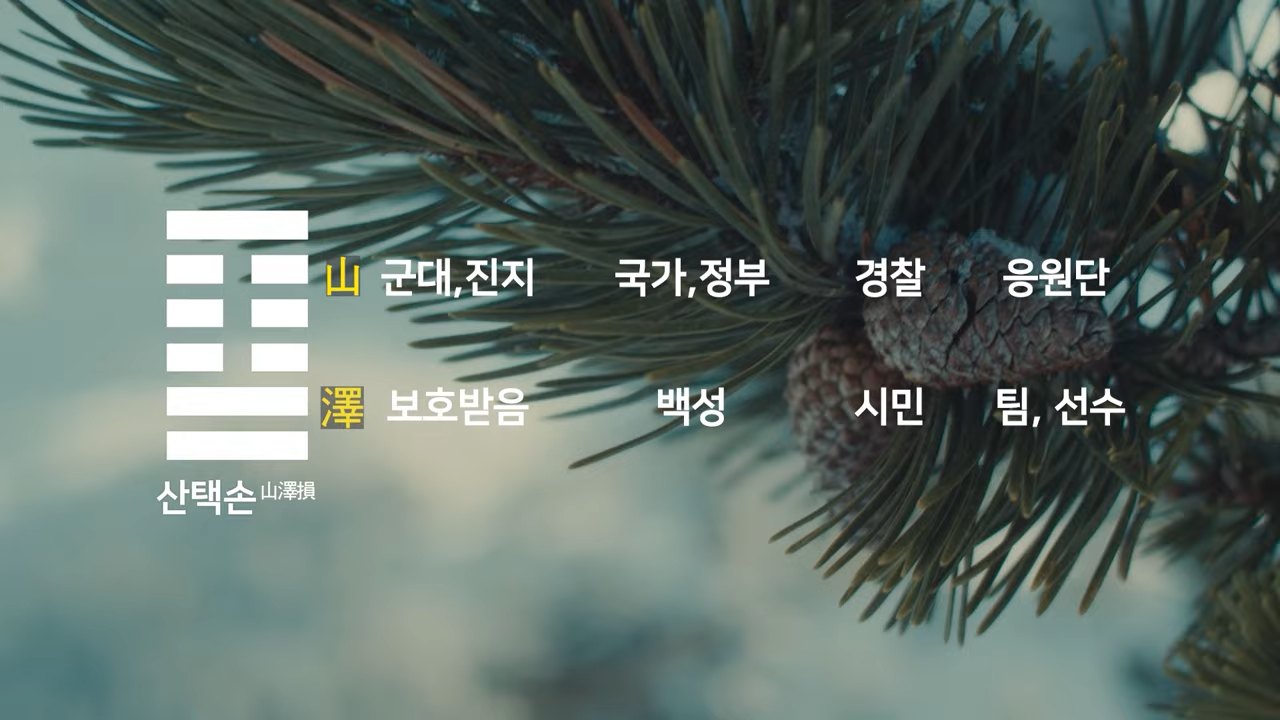 山 군대,진지 국가,정부 경찰 응원단
澤 보호받음 백성 시민 팀, 선수
산택손 山澤損